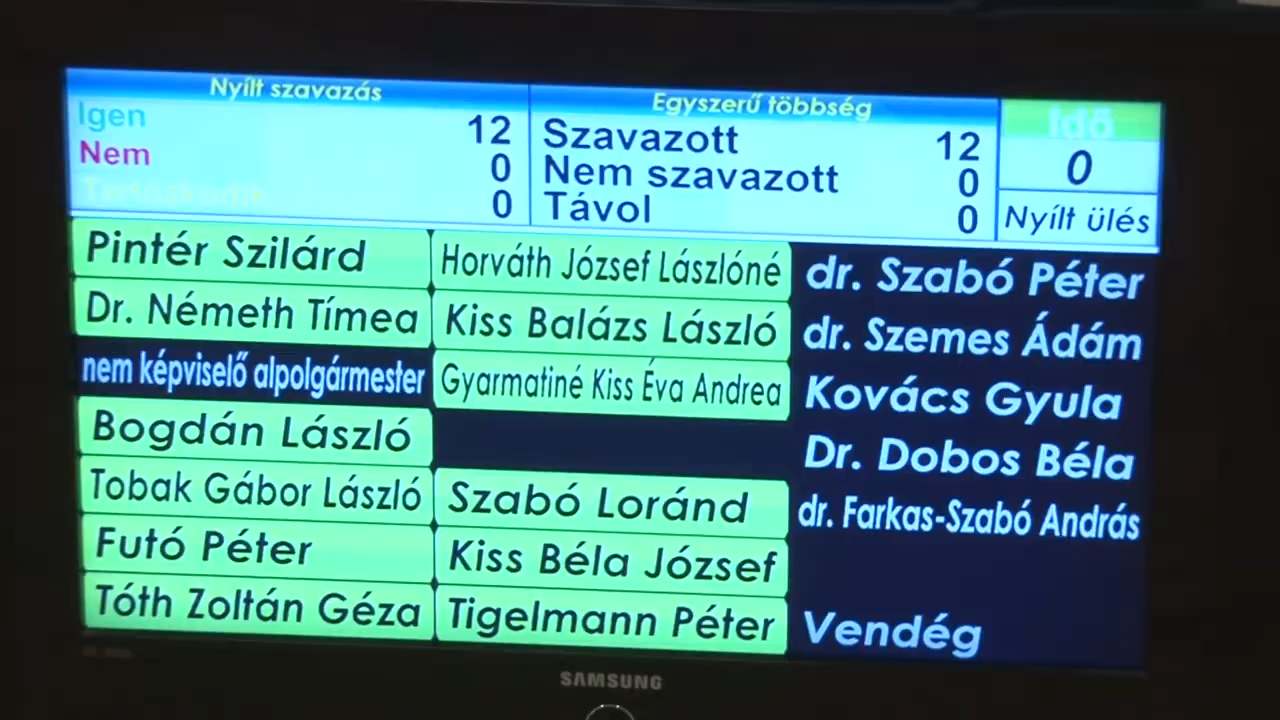 Nyílt szavazás
Igen 12
Nem 0
0
Egyszerű többség
Szavazott 12
Nem szavazott 0
Távol 0
Idő
0
Nyílt ülés
Pintér Szilárd
Dr. Németh Tímea
nem képviselő alpolgármester
Bogdán László
Tobak Gábor László
Futó Péter
Tóth Zoltán Géza
Horváth József Lászlóné
Kiss Balázs László
Gyarmatiné Kiss Éva Andrea
Szabó Loránd
Kiss Béla József
Tigelmann Péter
dr. Szabó Péter
dr. Szemes Ádám
Kovács Gyula
Dr. Dobos Béla
dr. Farkas-Szabó András
Vendég
SAMSUNG